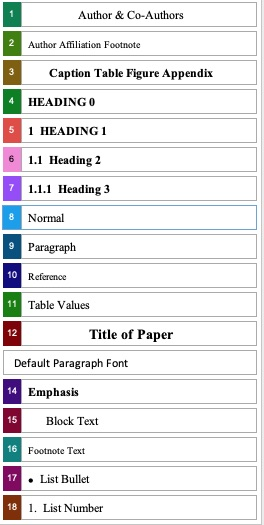 1 Author & Co-Authors
2 Author Affiliation Footnote
3 Caption Table Figure Appendix
4 HEADING 0
5 1 HEADING 1
6 1.1 Heading 2
7 1.1.1 Heading 3
8 Normal
9 Paragraph
10 Reference
11 Table Values
12 Title of Paper
Default Paragraph Font
14 Emphasis
15 Block Text
16 Footnote Text
17 • List Bullet
18 1. List Number